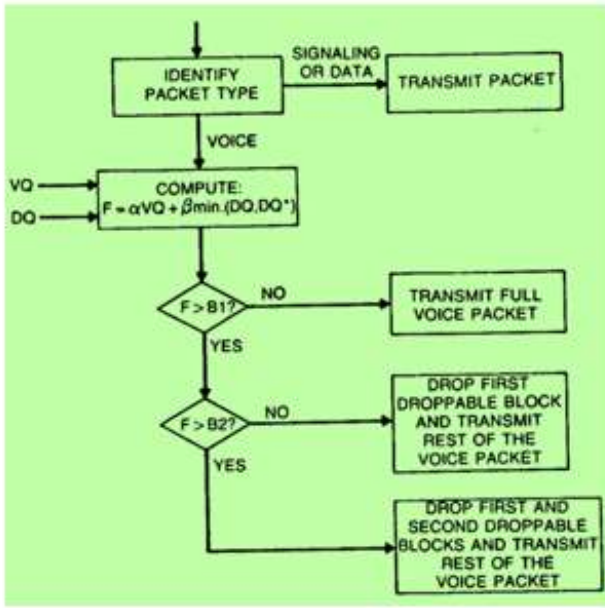 IDENTIFY
PACKET TYPE
SIGNALING
OR DATA
TRANSMIT PACKET
VOICE
VQ
DQ
COMPUTE:
F = αVQ + βmin.(DQ,DQ*)
F > B1?
NO
TRANSMIT FULL
VOICE PACKET
YES
F > B2?
NO
DROP FIRST
DROPPABLE BLOCK
AND TRANSMIT
REST OF THE
VOICE PACKET
YES
DROP FIRST AND
SECOND DROPPABLE
BLOCKS AND TRANSMIT
REST OF THE
VOICE PACKET